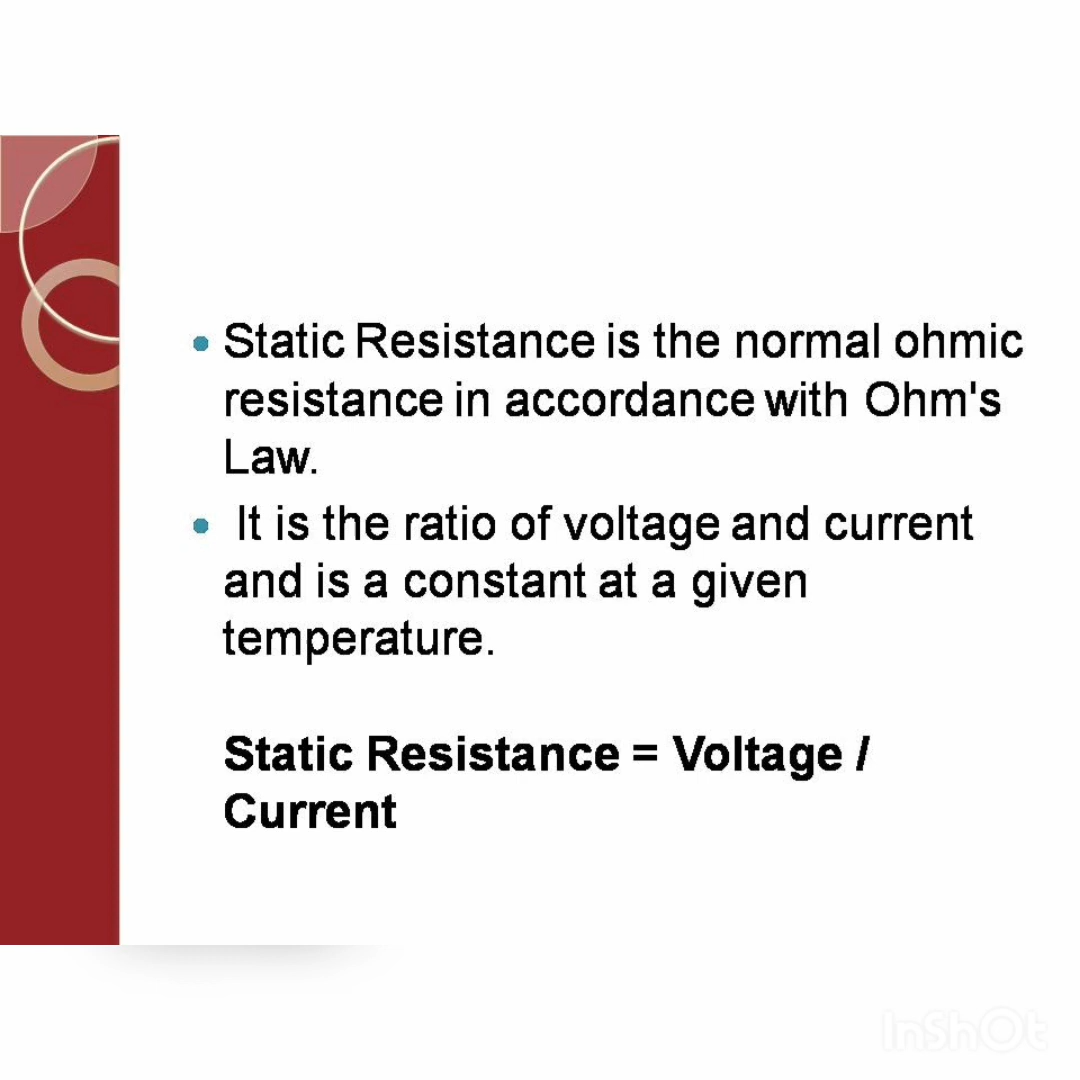 • Static Resistance is the normal ohmic
resistance in accordance with Ohm's
Law.
• It is the ratio of voltage and current
and is a constant at a given
temperature.
Static Resistance = Voltage /
Current
InShOt